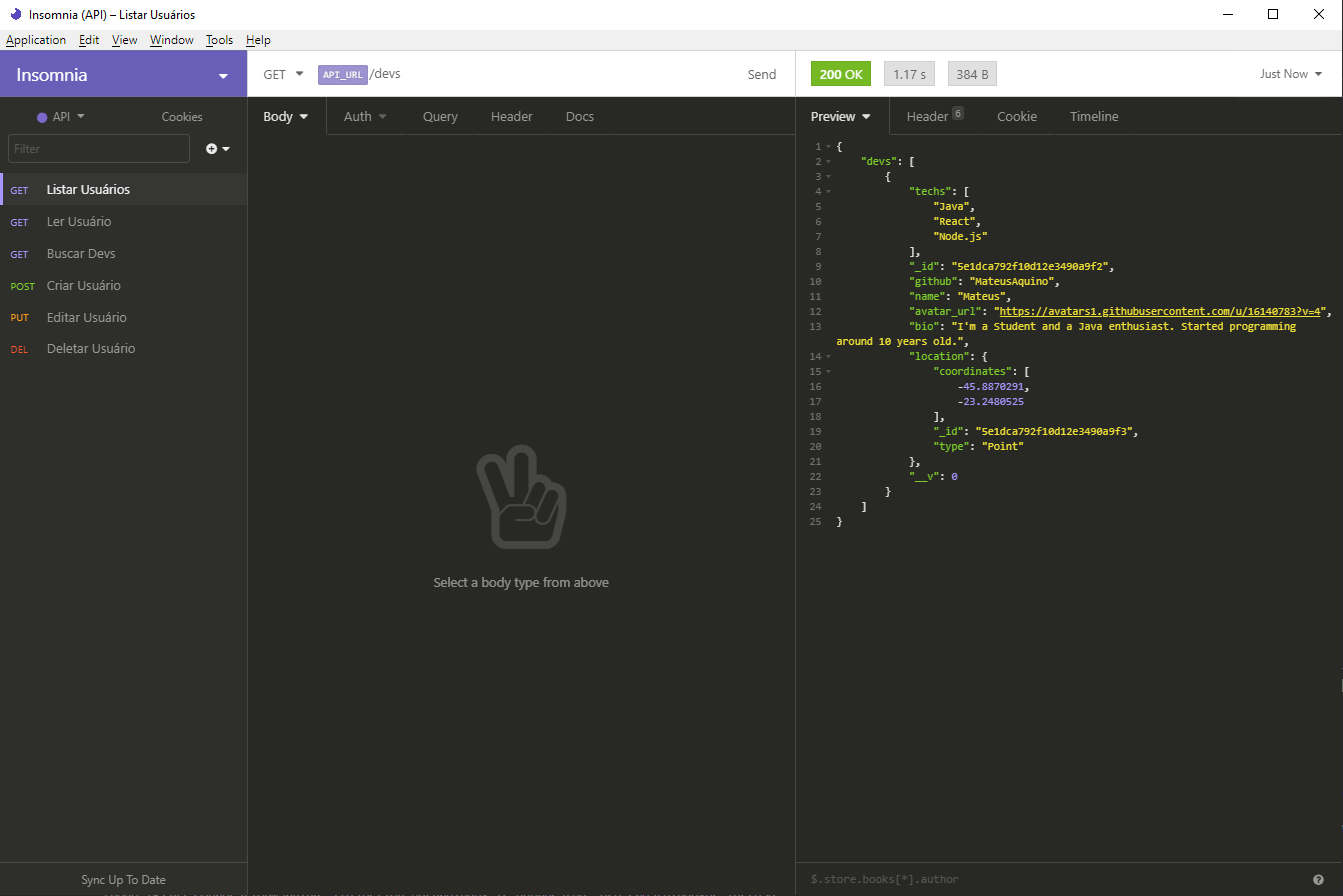 Insomnia (API) – Listar Usuários
Application Edit View Window Tools Help
Insomnia
API Cookies
Filter
GET Listar Usuários
GET Ler Usuário
GET Buscar Devs
POST Criar Usuário
PUT Editar Usuário
DEL Deletar Usuário
Sync Up To Date
GET API_URL/devs Send
Body Auth Query Header Docs
Select a body type from above
200 OK 1.17 s 384 B Just Now
Preview Header 6 Cookie Timeline
1 {
2 "devs": [
3 {
4 "techs": [
5 "Java",
6 "React",
7 "Node.js"
8 ],
9 "_id": "5e1dca792f10d12e3490a9f2",
10 "github": "MateusAquino",
11 "name": "Mateus",
12 "avatar_url": "https://avatars1.githubusercontent.com/u/16140783?v=4",
13 "bio": "I'm a Student and a Java enthusiast. Started programming
around 10 years old.",
14 "location": {
15 "coordinates": [
16 -45.8870291,
17 -23.2480525
18 ],
19 "_id": "5e1dca792f10d12e3490a9f3",
20 "type": "Point"
21 },
22 "__v": 0
23 }
24 ]
25 }
$.store.books[*].author